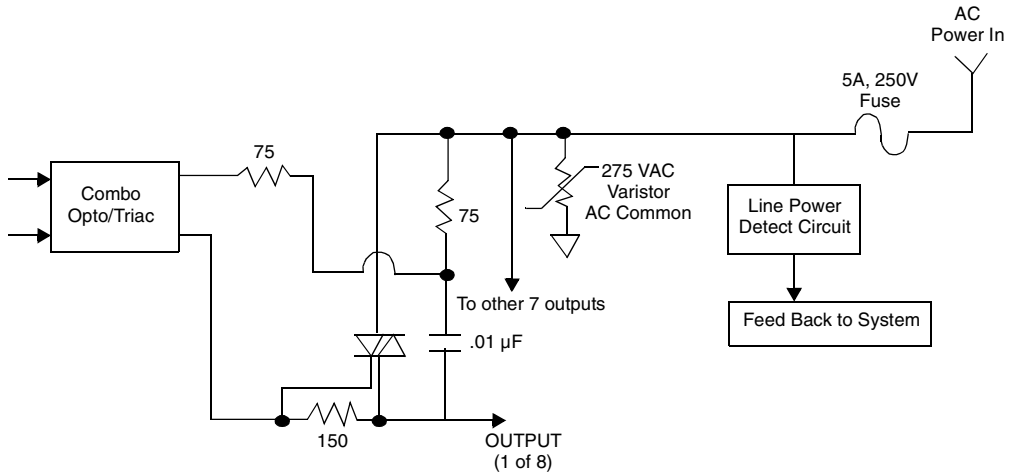 AC
Power In
5A, 250V
Fuse
75
Combo
Opto/Triac
75
275 VAC
Varistor
AC Common
Line Power
Detect Circuit
To other 7 outputs
Feed Back to System
.01 µF
150
OUTPUT
(1 of 8)